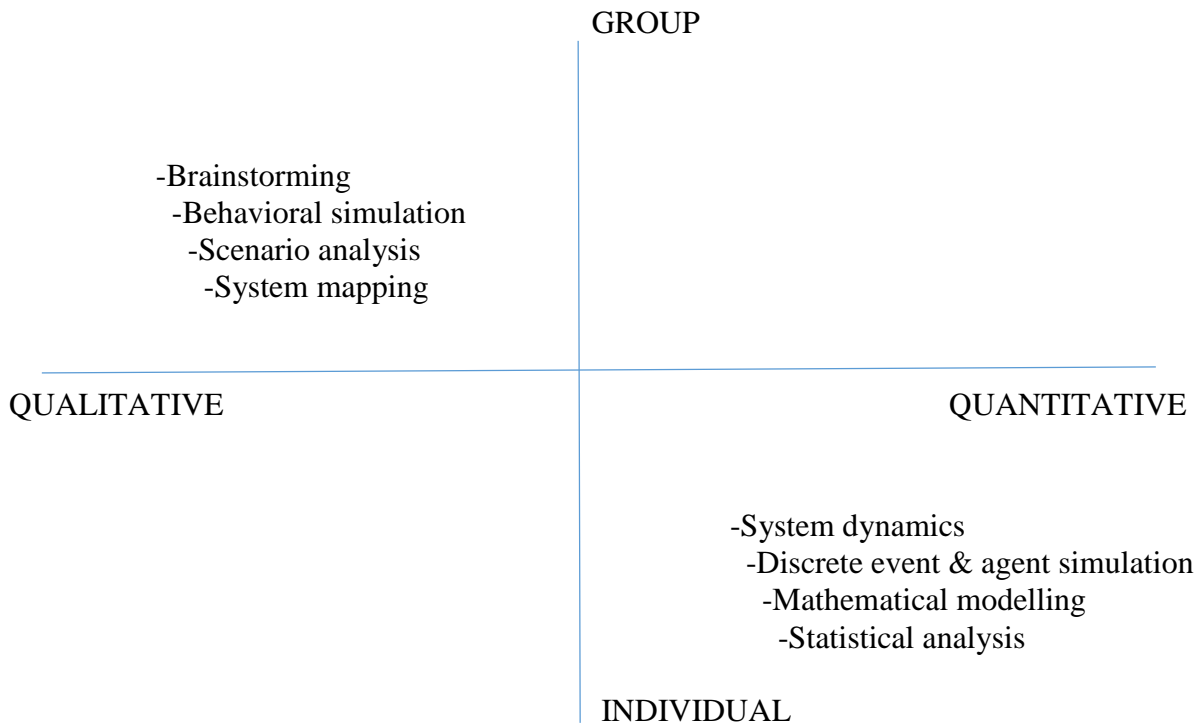 GROUP
-Brainstorming
-Behavioral simulation
-Scenario analysis
-System mapping
QUALITATIVE
QUANTITATIVE
-System dynamics
-Discrete event & agent simulation
-Mathematical modelling
-Statistical analysis
INDIVIDUAL